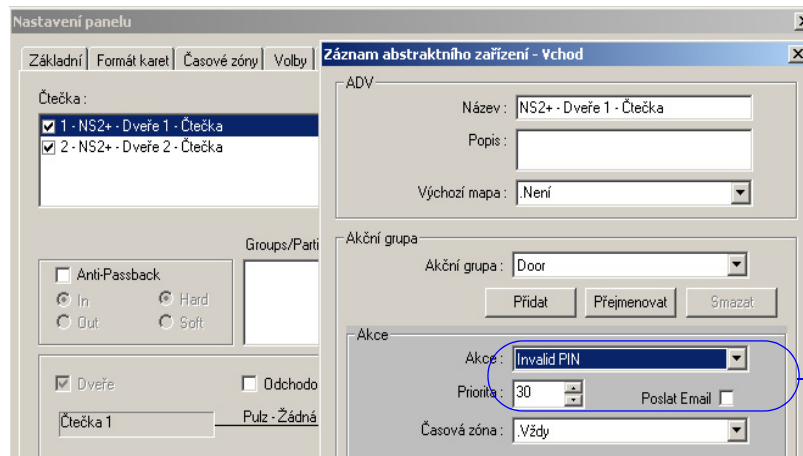 Nastavení panelu
Základní Formát karet Časové zóny Volby
Čtečka :
1 - NS2+ - Dveře 1 - Čtečka
2 - NS2+ - Dveře 2 - Čtečka
Groups/Parti
Anti-Passback
In Hard
Out Soft
Dveře Odchodo
Čtečka 1 Pulz - Žádná
Záznam abstraktního zařízení - Vchod
ADV
Název : NS2+ - Dveře 1 - Čtečka
Popis :
Výchozí mapa : .Není
Akční grupa
Akční grupa : Door
Přidat Přejmenovat Smazat
Akce
Akce : Invalid PIN
Priorita : 30 Poslat Email
Časová zóna : .Vždy